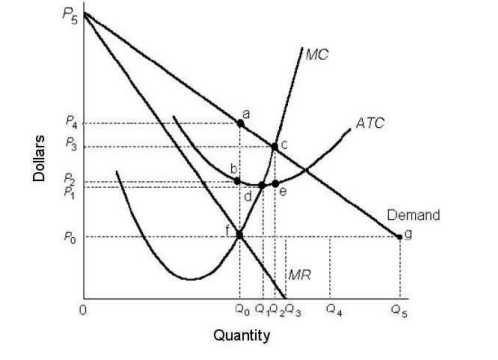 P₅
MC
a
P₄
ATC
P₃
c
b
P₂
d
e
P₁
Dollars
Demand
P₀
f
g
MR
0
Q₀
Q₁
Q₂
Q₃
Q₄
Q₅
Quantity